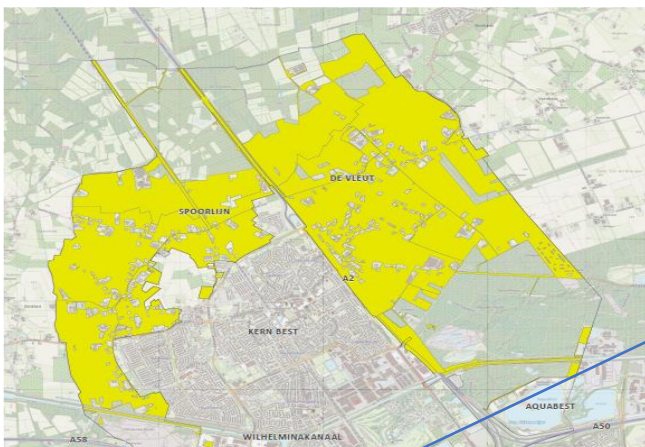 DE VLEUT
SPOORLIJN
A2
KERN BEST
AQUABEST
A58
WILHELMINAKANAAL
A50